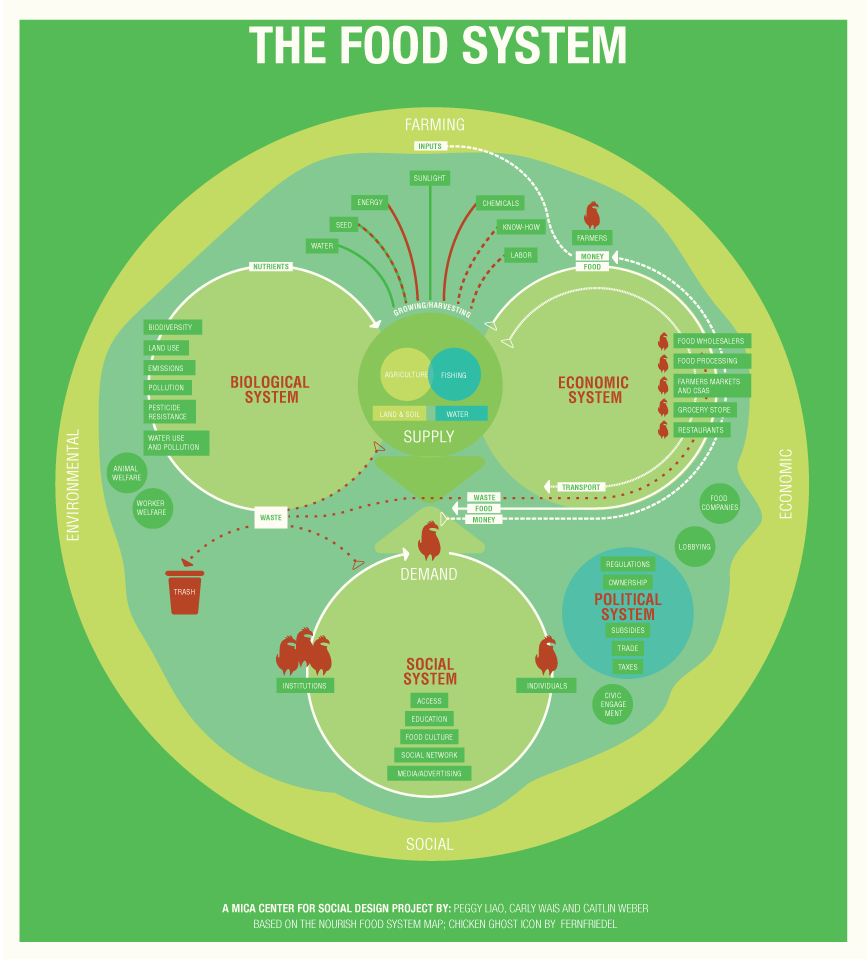 THE FOOD SYSTEM
FARMING
INPUTS
SUNLIGHT
ENERGY
CHEMICALS
SEED
KNOW-HOW
WATER
LABOR
FARMERS
MONEY
FOOD
NUTRIENTS
GROWING/HARVESTING
BIODIVERSITY
LAND USE
EMISSIONS
POLLUTION
PESTICIDE
RESISTANCE
WATER USE
AND POLLUTION
BIOLOGICAL
SYSTEM
AGRICULTURE
FISHING
LAND & SOIL
WATER
SUPPLY
ECONOMIC
SYSTEM
FOOD WHOLESALERS
FOOD PROCESSING
FARMERS MARKETS
AND CSAS
GROCERY STORE
RESTAURANTS
ENVIRONMENTAL
ECONOMIC
ANIMAL
WELFARE
WORKER
WELFARE
WASTE
TRANSPORT
WASTE
FOOD
MONEY
FOOD
COMPANIES
LOBBYING
TRASH
DEMAND
REGULATIONS
OWNERSHIP
POLITICAL
SYSTEM
SUBSIDIES
TRADE
TAXES
CIVIC
ENGAGE
MENT
INSTITUTIONS
INDIVIDUALS
SOCIAL
SYSTEM
ACCESS
EDUCATION
FOOD CULTURE
SOCIAL NETWORK
MEDIA/ADVERTISING
SOCIAL
A MICA CENTER FOR SOCIAL DESIGN PROJECT BY: PEGGY LIAO, CARLY WAIS AND CAITLIN WEBER
BASED ON THE NOURISH FOOD SYSTEM MAP; CHICKEN GHOST ICON BY FERNFRIEDEL